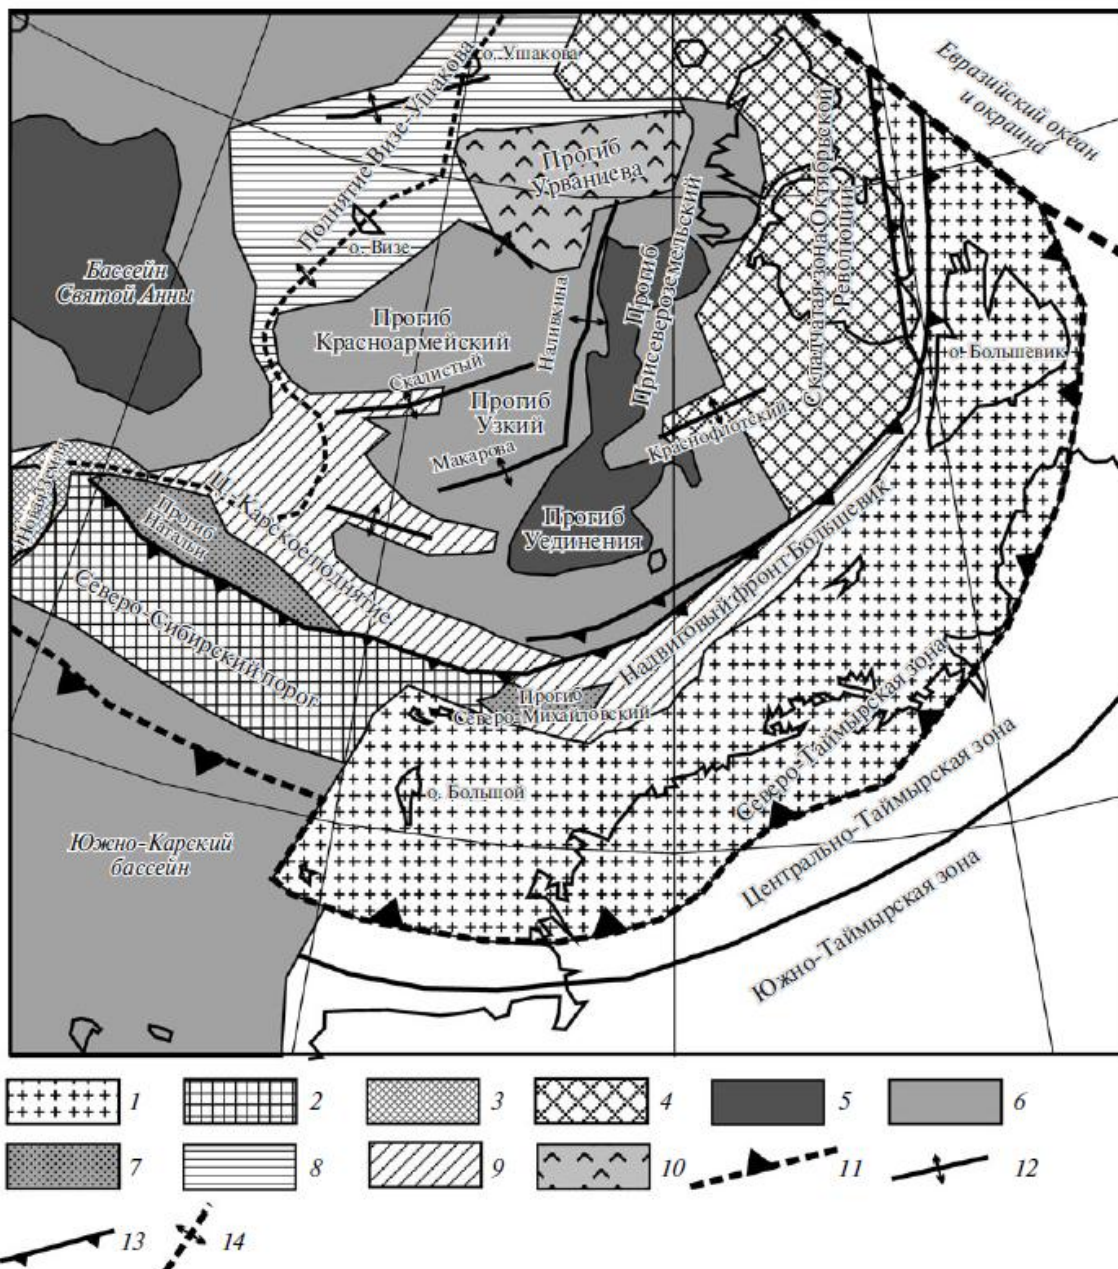 Евразийский океан
и окраина
о. Ушакова
Поднятие Визе-Ушакова
Прогиб
Урванцева
Складчатая зона Октябрьской
Революции
Прогиб
Присевероземельский
о. Визе
Бассейн
Святой Анны
Наливкина
Прогиб
Красноармейский
о. Большевик
Скалистый
Прогиб
Узкий
Краснофлотский
Макарова
Новая Земля
Прогиб
Натальи
Ц-Карское поднятие
Прогиб
Уединения
Северо-Сибирский порог
Надвиговый фронт Большевик
Прогиб
Северо-Михайловский
Северо-Таймырская зона
о. Большой
Центрально-Таймырская зона
Южно-Карский
бассейн
Южно-Таймырская зона
1 2 3 4 5 6
7 8 9 10 11 12
13 14